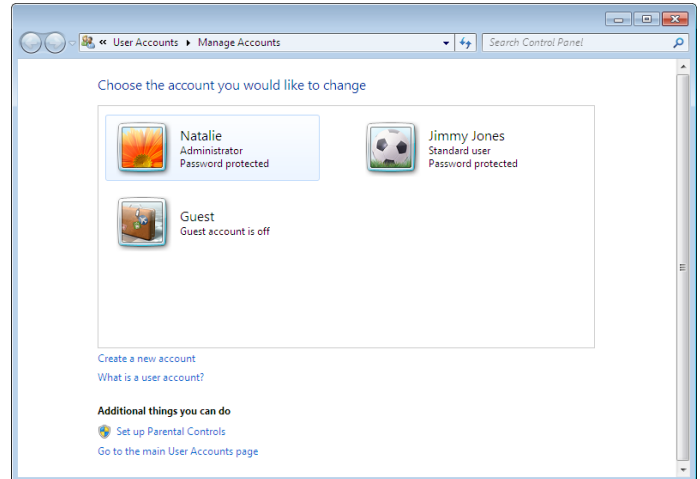 « User Accounts ▸ Manage Accounts
Search Control Panel
Choose the account you would like to change
Natalie
Administrator
Password protected
Jimmy Jones
Standard user
Password protected
Guest
Guest account is off
Create a new account
What is a user account?
Additional things you can do
Set up Parental Controls
Go to the main User Accounts page